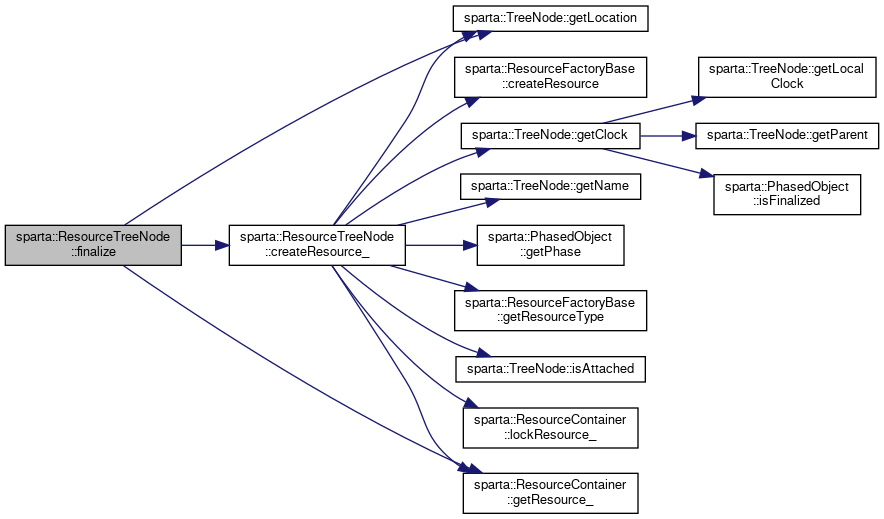 sparta::ResourceTreeNode
::finalize
sparta::ResourceTreeNode
::createResource_
sparta::TreeNode::getLocation
sparta::ResourceFactoryBase
::createResource
sparta::TreeNode::getClock
sparta::TreeNode::getLocal
Clock
sparta::TreeNode::getParent
sparta::PhasedObject
::isFinalized
sparta::TreeNode::getName
sparta::PhasedObject
::getPhase
sparta::ResourceFactoryBase
::getResourceType
sparta::TreeNode::isAttached
sparta::ResourceContainer
::lockResource_
sparta::ResourceContainer
::getResource_